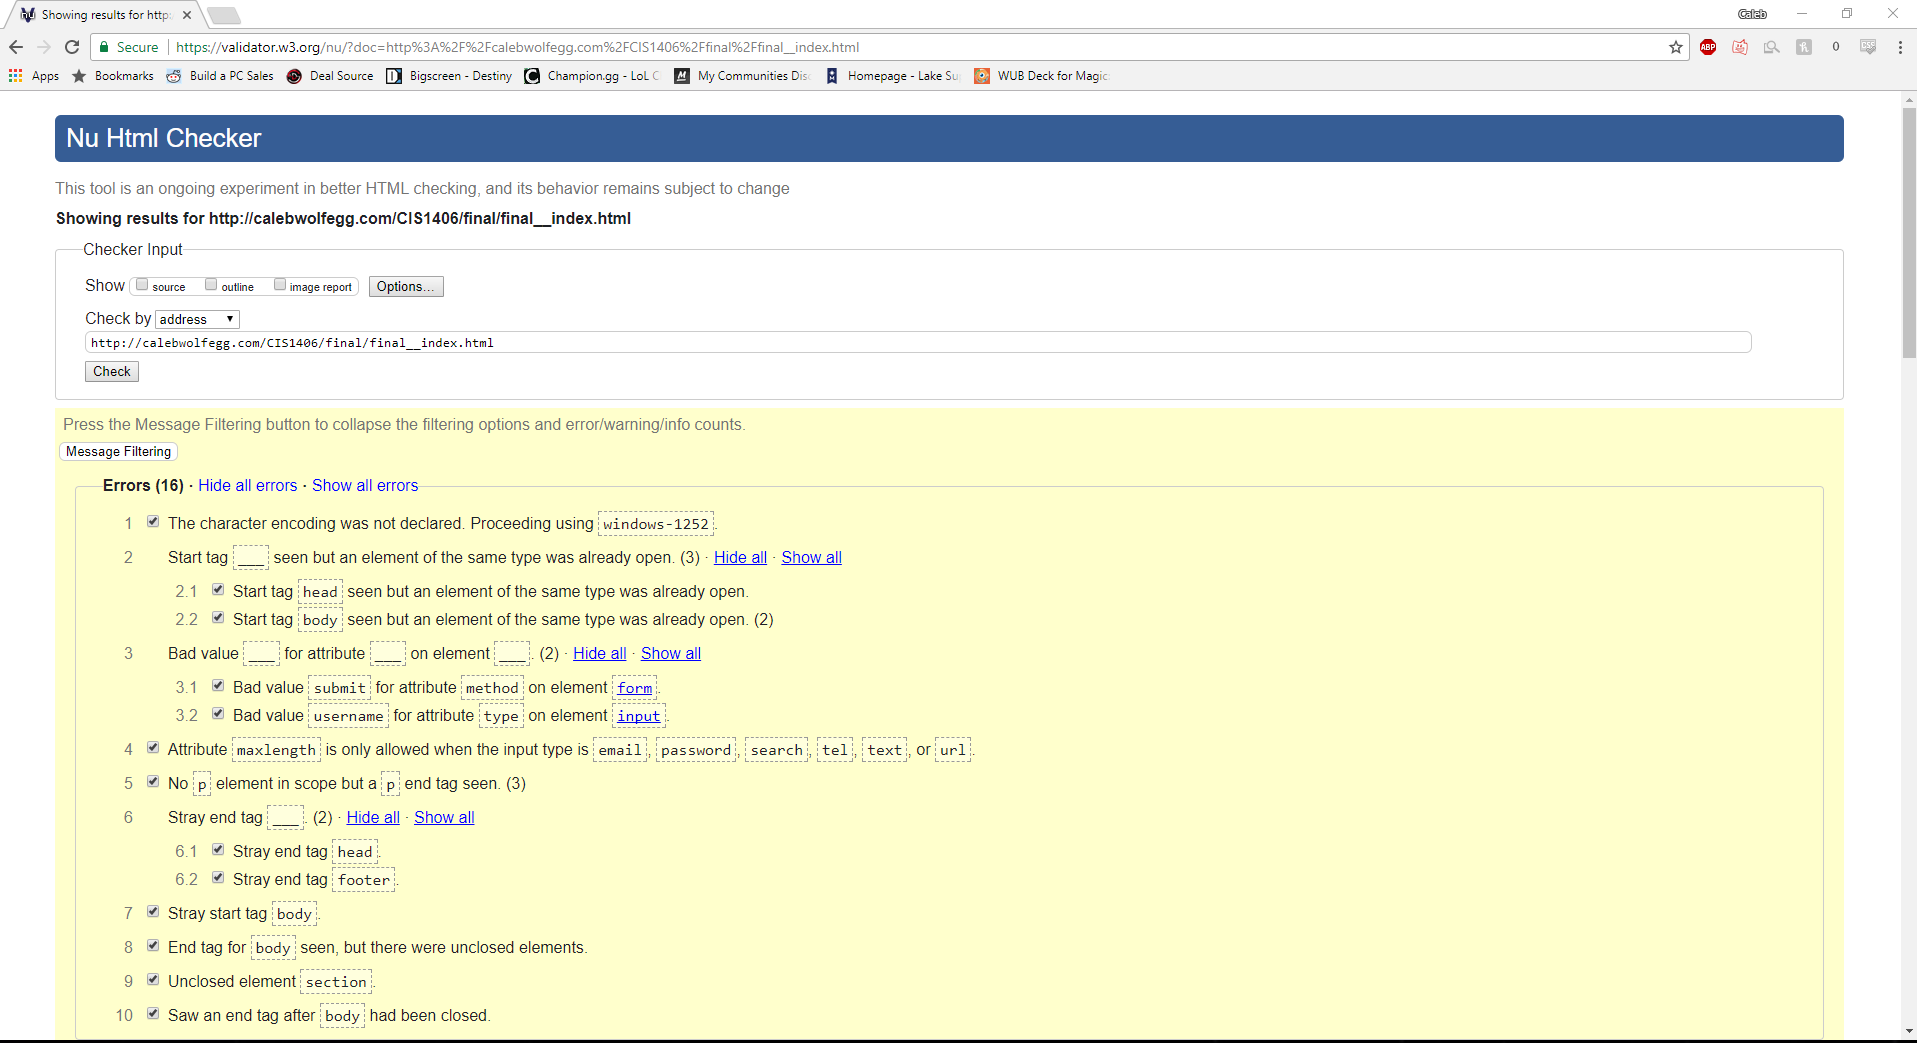 Showing results for http:
Caleb
Secure https://validator.w3.org/nu/?doc=http%3A%2F%2Fcalebwolfegg.com%2FCIS1406%2Ffinal%2Ffinal__index.html
ABP 0 CSS
Apps Bookmarks Build a PC Sales Deal Source Bigscreen - Destiny Champion.gg - LoL C My Communities Dis Homepage - Lake Su WUB Deck for Magic
Nu Html Checker
This tool is an ongoing experiment in better HTML checking, and its behavior remains subject to change
Showing results for http://calebwolfegg.com/CIS1406/final/final__index.html
Checker Input
Show source outline image report Options...
Check by address
http://calebwolfegg.com/CIS1406/final/final__index.html
Check
Press the Message Filtering button to collapse the filtering options and error/warning/info counts.
Message Filtering
Errors (16) · Hide all errors · Show all errors
1 The character encoding was not declared. Proceeding using windows-1252.
2 Start tag ___ seen but an element of the same type was already open. (3) · Hide all · Show all
2.1 Start tag head seen but an element of the same type was already open.
2.2 Start tag body seen but an element of the same type was already open. (2)
3 Bad value ___ for attribute ___ on element ___. (2) · Hide all · Show all
3.1 Bad value submit for attribute method on element form.
3.2 Bad value username for attribute type on element input.
4 Attribute maxlength is only allowed when the input type is email, password, search, tel, text, or url.
5 No p element in scope but a p end tag seen. (3)
6 Stray end tag ___. (2) · Hide all · Show all
6.1 Stray end tag head.
6.2 Stray end tag footer.
7 Stray start tag body.
8 End tag for body seen, but there were unclosed elements.
9 Unclosed element section.
10 Saw an end tag after body had been closed.